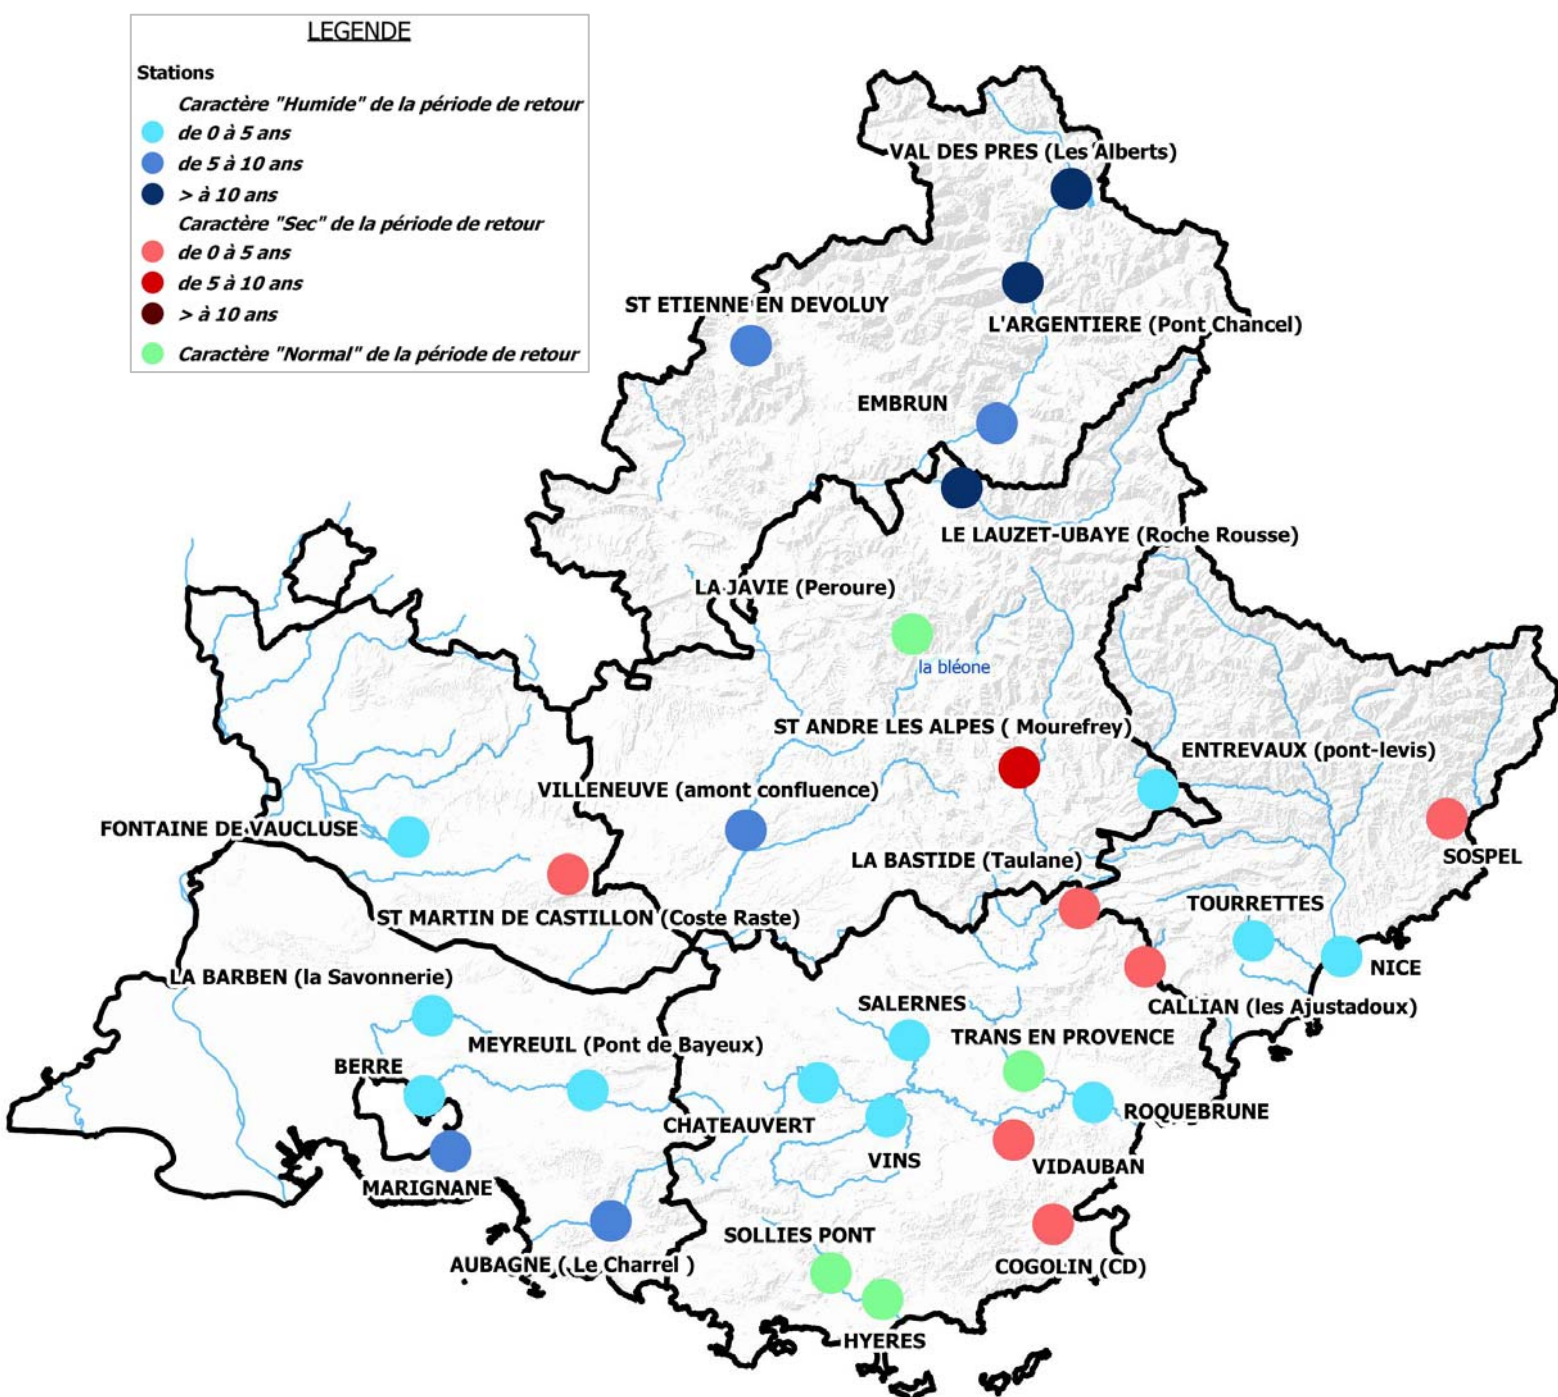 LEGENDE
Stations
Caractère "Humide" de la période de retour
de 0 à 5 ans
de 5 à 10 ans
> à 10 ans
Caractère "Sec" de la période de retour
de 0 à 5 ans
de 5 à 10 ans
> à 10 ans
Caractère "Normal" de la période de retour
VAL DES PRES (Les Alberts)
ST ETIENNE EN DEVOLUY
L'ARGENTIERE (Pont Chancel)
EMBRUN
LE LAUZET-UBAYE (Roche Rousse)
LA JAVIE (Peroure)
la bléone
ST ANDRE LES ALPES ( Mourefrey)
ENTREVAUX (pont-levis)
VILLENEUVE (amont confluence)
FONTAINE DE VAUCLUSE
LA BASTIDE (Taulane)
SOSPEL
TOURRETTES
ST MARTIN DE CASTILLON (Coste Raste)
NICE
LA BARBEN (la Savonnerie)
SALERNES
CALLIAN (les Ajustadoux)
TRANS EN PROVENCE
MEYREUIL (Pont de Bayeux)
BERRE
ROQUEBRUNE
CHATEAUVERT
VINS
VIDAUBAN
MARIGNANE
SOLLIES PONT
AUBAGNE ( Le Charrel )
COGOLIN (CD)
HYERES